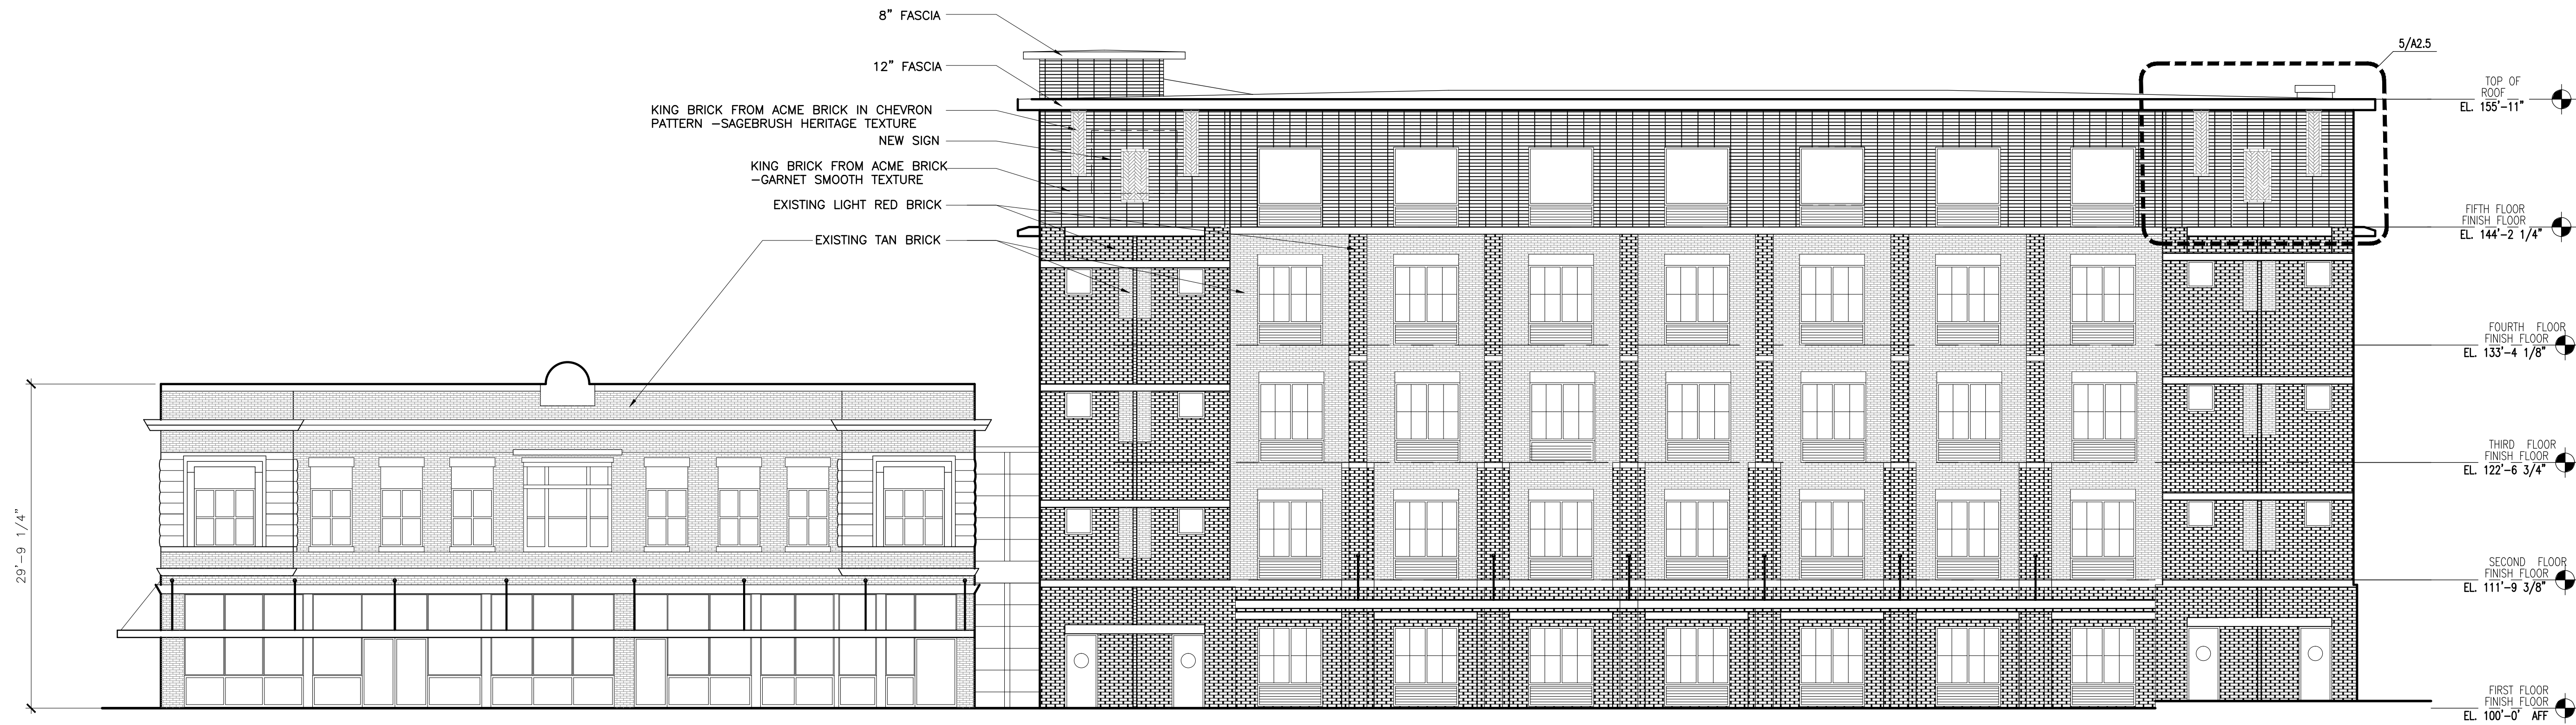 8" FASCIA
12" FASCIA
KING BRICK FROM ACME BRICK IN CHEVRON
PATTERN -SAGEBRUSH HERITAGE TEXTURE
NEW SIGN
KING BRICK FROM ACME BRICK
-GARNET SMOOTH TEXTURE
EXISTING LIGHT RED BRICK
EXISTING TAN BRICK
29'-9 1/4"
5/A2.5
TOP OF
ROOF
EL. 155'-11"
FIFTH FLOOR
FINISH FLOOR
EL. 144'-2 1/4"
FOURTH FLOOR
FINISH FLOOR
EL. 133'-4 1/8"
THIRD FLOOR
FINISH FLOOR
EL. 122'-6 3/4"
SECOND FLOOR
FINISH FLOOR
EL. 111'-9 3/8"
FIRST FLOOR
FINISH FLOOR
EL. 100'-0' AFF